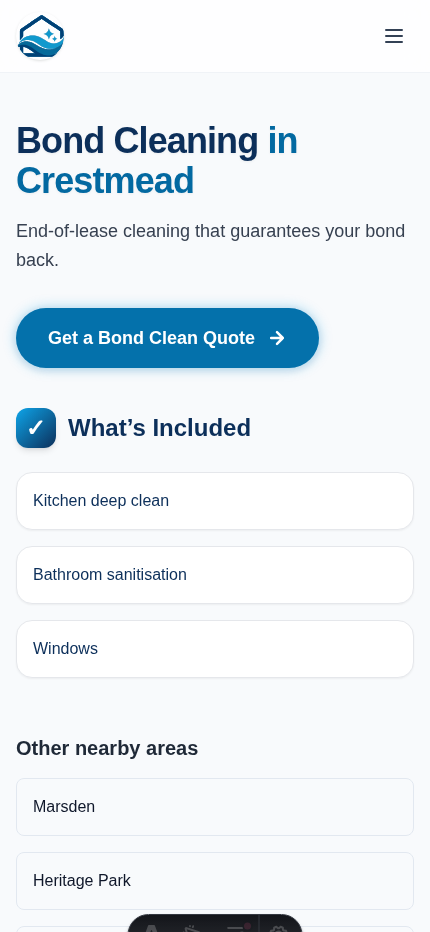 Bond Cleaning in
Crestmead
End-of-lease cleaning that guarantees your bond
back.
Get a Bond Clean Quote →
✓ What’s Included
Kitchen deep clean
Bathroom sanitisation
Windows
Other nearby areas
Marsden
Heritage Park